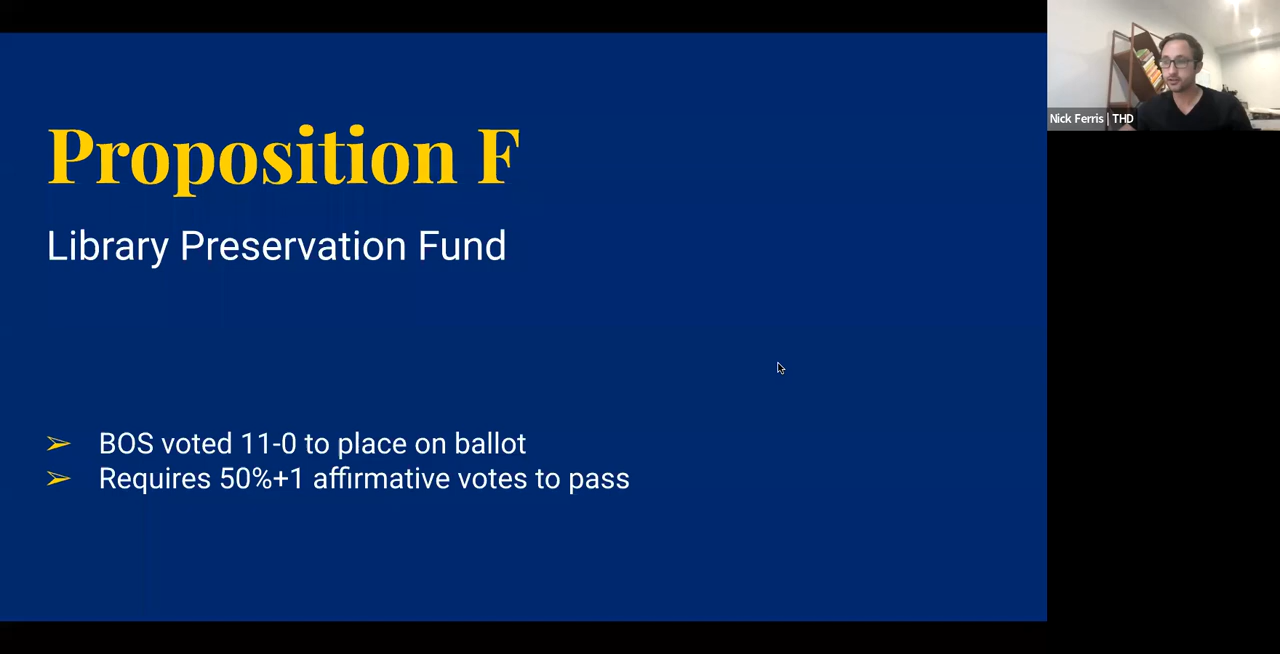 Proposition F
Library Preservation Fund
➢ BOS voted 11-0 to place on ballot
➢ Requires 50%+1 affirmative votes to pass
Nick Ferris | THD